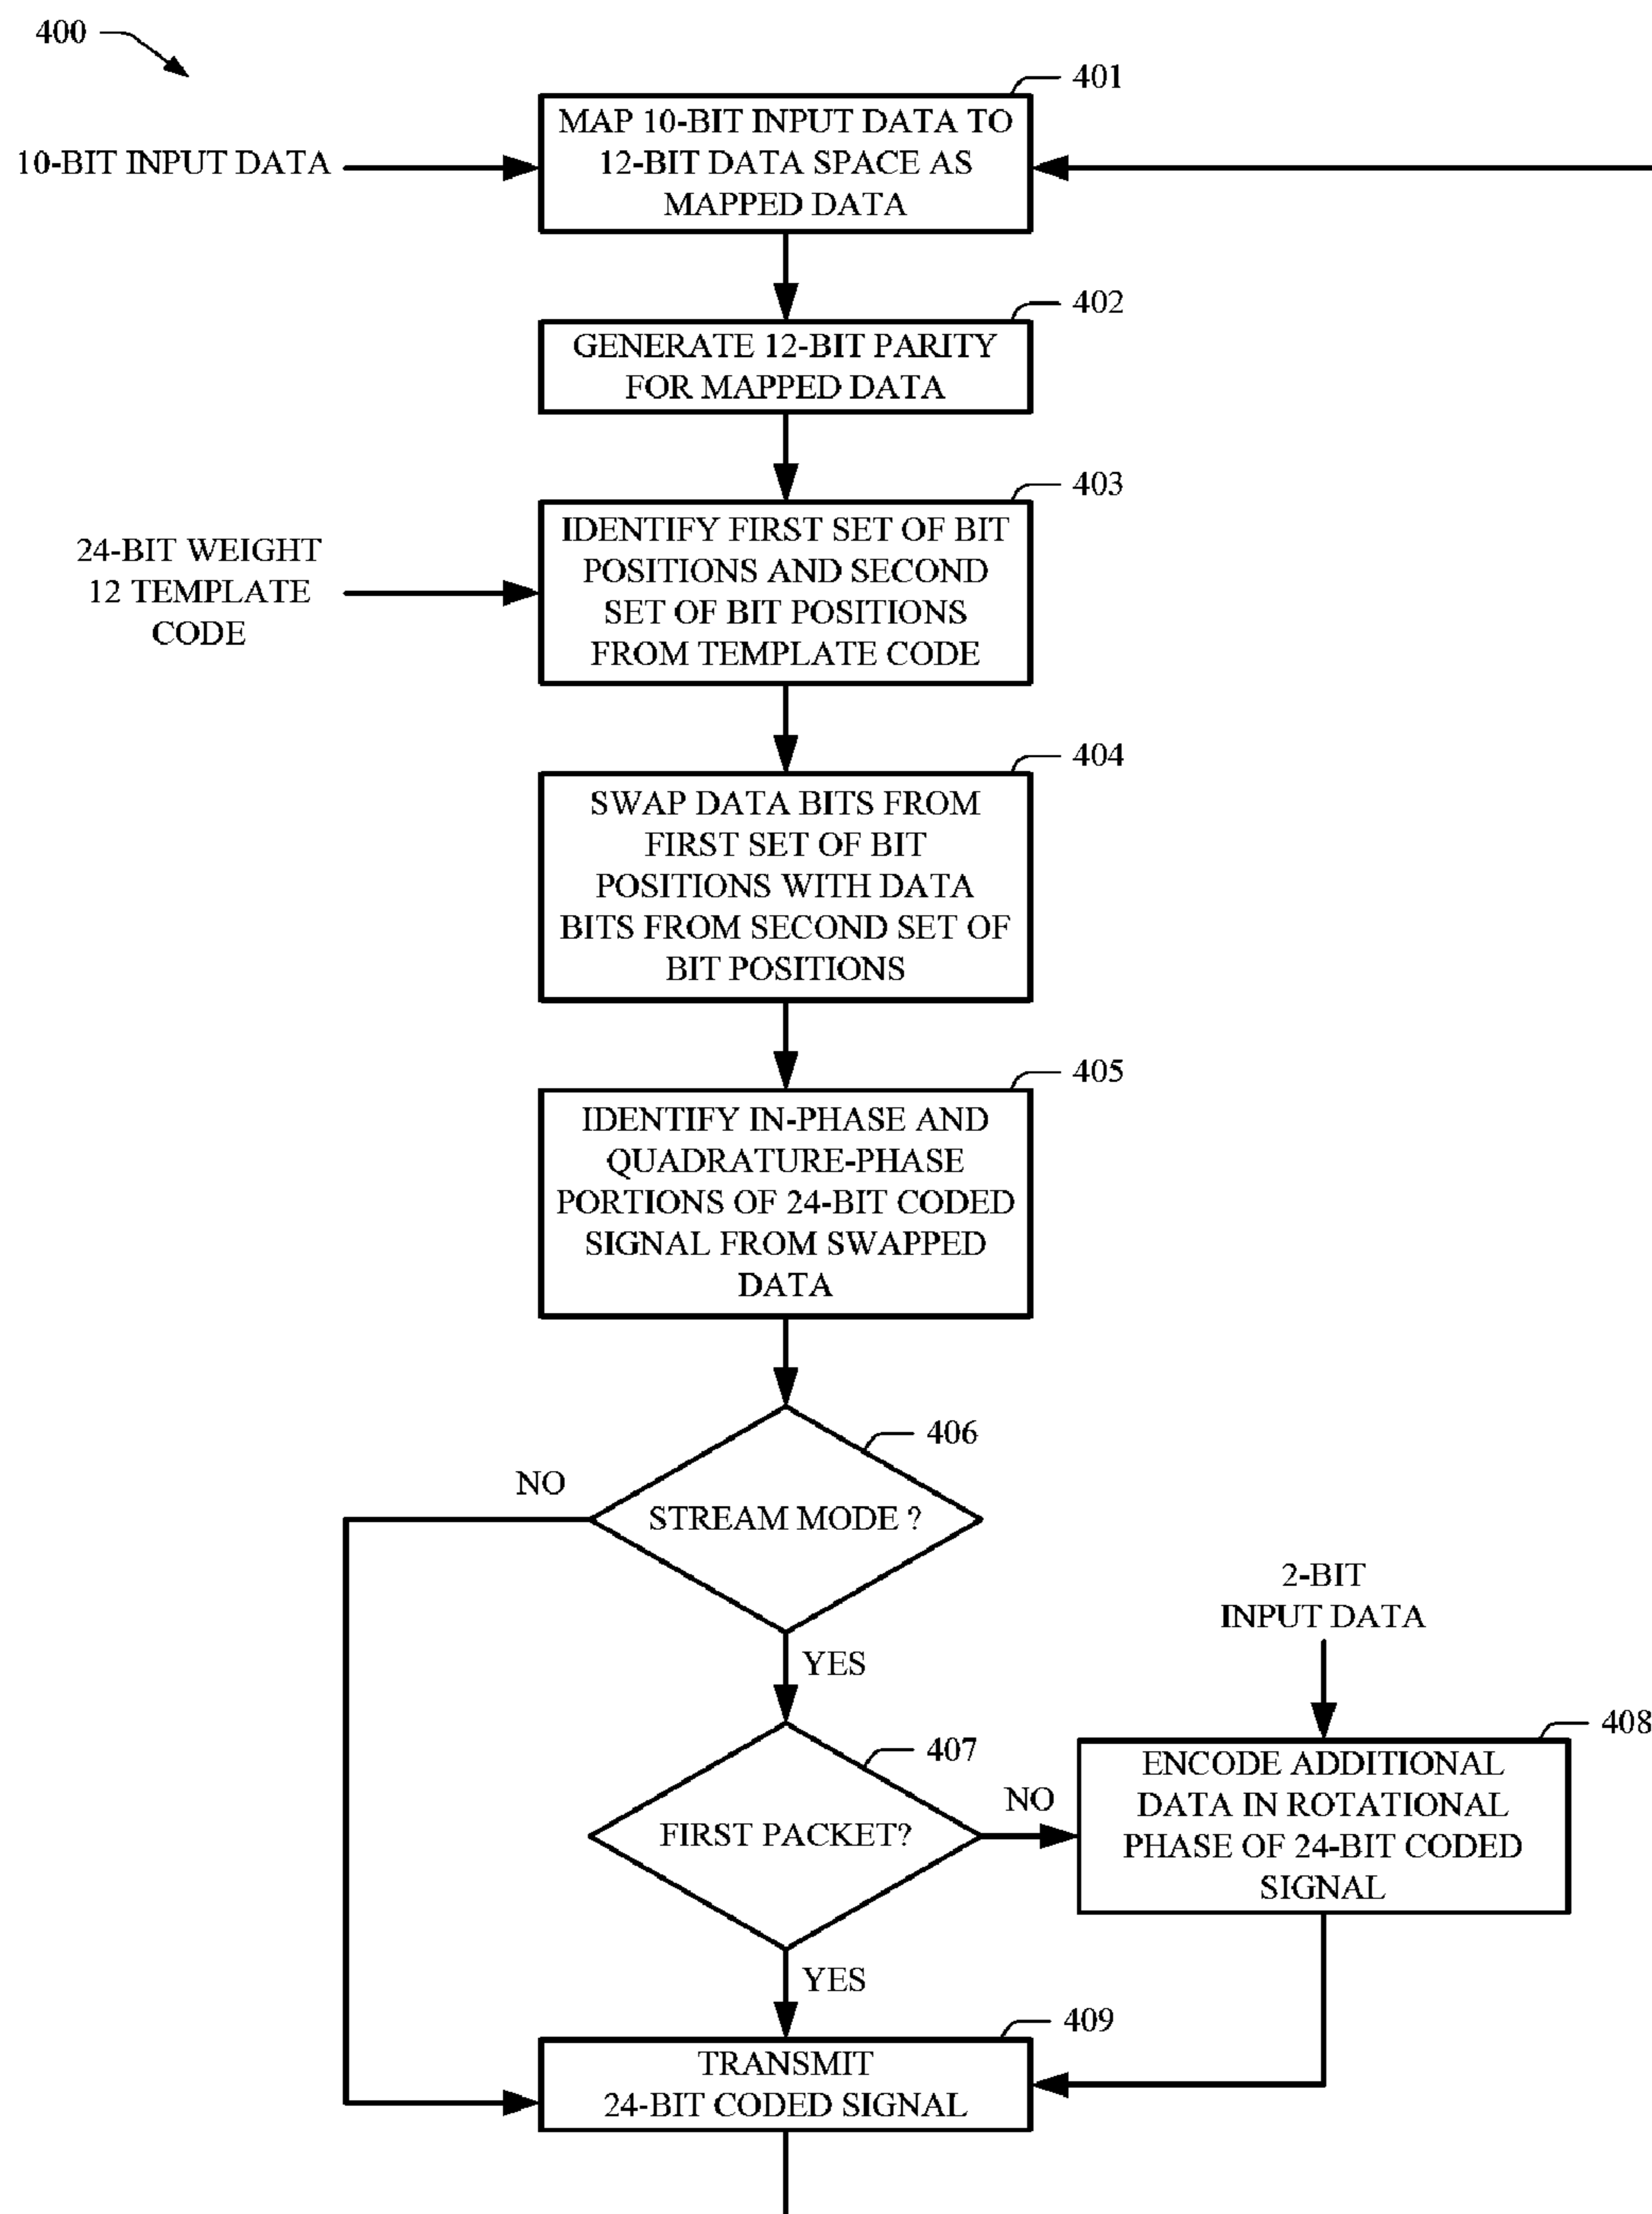 400
401
MAP 10-BIT INPUT DATA TO
12-BIT DATA SPACE AS
MAPPED DATA
10-BIT INPUT DATA
402
GENERATE 12-BIT PARITY
FOR MAPPED DATA
403
IDENTIFY FIRST SET OF BIT
POSITIONS AND SECOND
SET OF BIT POSITIONS
FROM TEMPLATE CODE
24-BIT WEIGHT
12 TEMPLATE
CODE
404
SWAP DATA BITS FROM
FIRST SET OF BIT
POSITIONS WITH DATA
BITS FROM SECOND SET OF
BIT POSITIONS
405
IDENTIFY IN-PHASE AND
QUADRATURE-PHASE
PORTIONS OF 24-BIT CODED
SIGNAL FROM SWAPPED
DATA
406
NO
STREAM MODE ?
YES
2-BIT
INPUT DATA
407
FIRST PACKET?
NO
408
ENCODE ADDITIONAL
DATA IN ROTATIONAL
PHASE OF 24-BIT CODED
SIGNAL
YES
409
TRANSMIT
24-BIT CODED SIGNAL